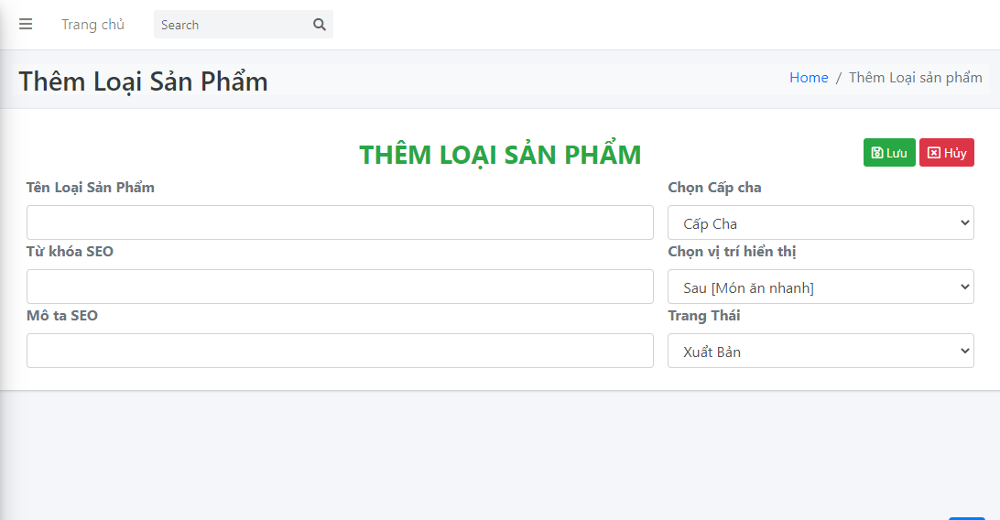 Trang chủ Search
Thêm Loại Sản Phẩm
Home / Thêm Loại sản phẩm
THÊM LOẠI SẢN PHẨM
Lưu Hủy
Tên Loại Sản Phẩm
Chọn Cấp cha
Cấp Cha
Từ khóa SEO
Chọn vị trí hiển thị
Sau [Món ăn nhanh]
Mô ta SEO
Trang Thái
Xuất Bản